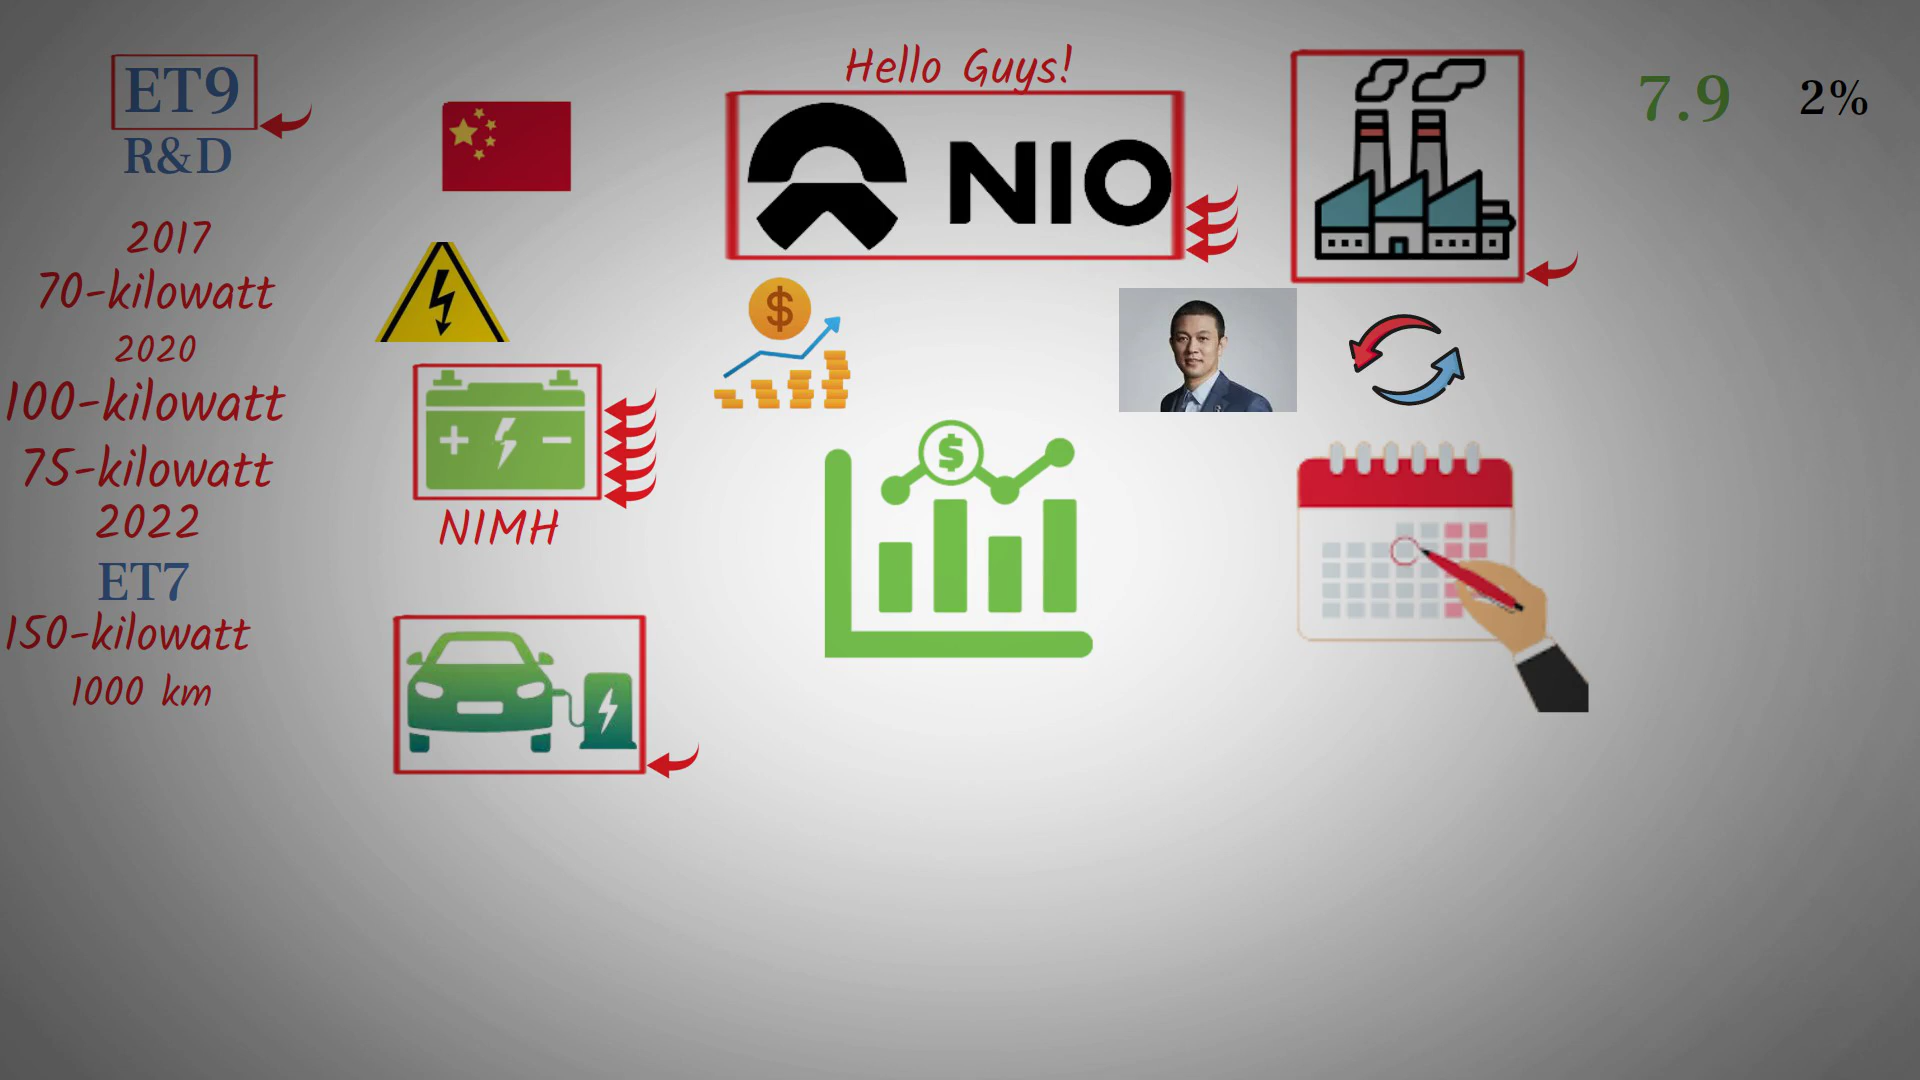 ET9
R&D
2017
70-kilowatt
2020
100-kilowatt
75-kilowatt
2022
ET7
150-kilowatt
1000 km
NIMH
Hello Guys!
NIO
$
$
7.9
2%